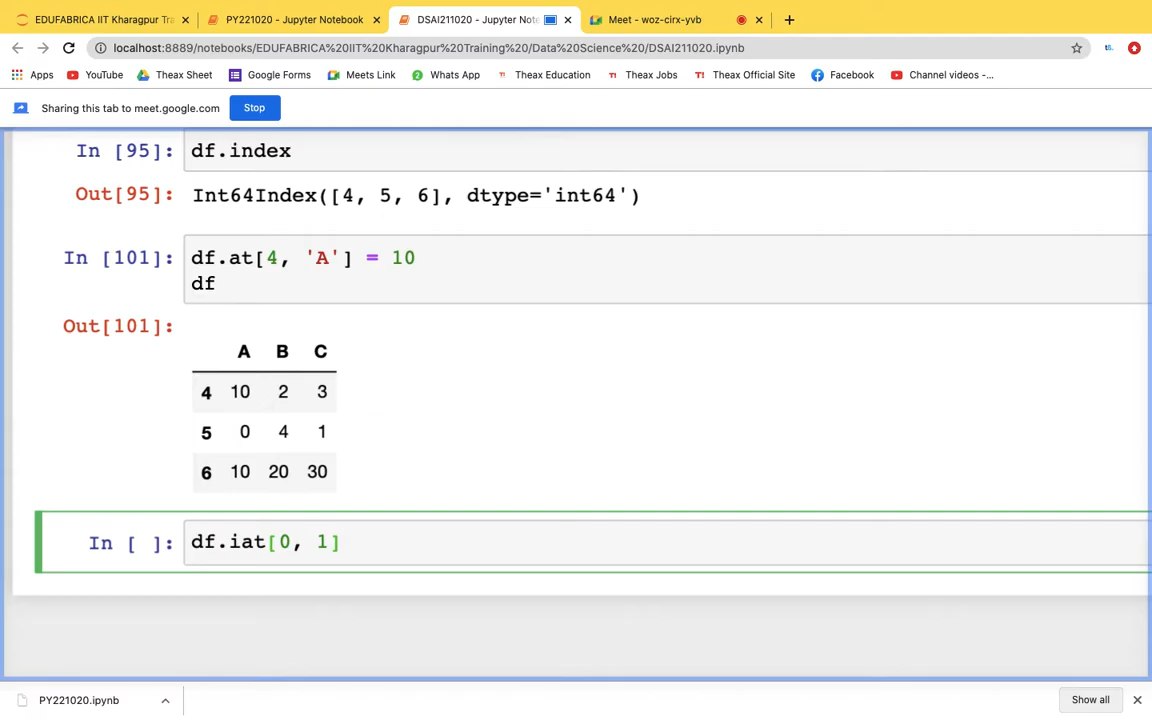 EDUFABRICA IIT Kharagpur Tra
PY221020 - Jupyter Notebook
DSAI211020 - Jupyter Note
Meet - woz-cirx-yvb
localhost:8889/notebooks/EDUFABRICA%20IIT%20Kharagpur%20Training%20/Data%20Science%20/DSAI211020.ipynb
Apps
YouTube
Theax Sheet
Google Forms
Meets Link
2 Whats App
T! Theax Education
TI Theax Jobs
T! Theax Official Site
Facebook
Channel videos -...
Sharing this tab to meet.google.com
Stop
In [95]: df.index
Out[95]: Int64Index([4, 5, 6], dtype='int64')
In [101]: df.at[4, 'A'] = 10
df
Out[101]:
A B C
4 10 2 3
5 0 4 1
6 10 20 30
In [ ]: df.iat[0, 1]
PY221020.ipynb
Show all